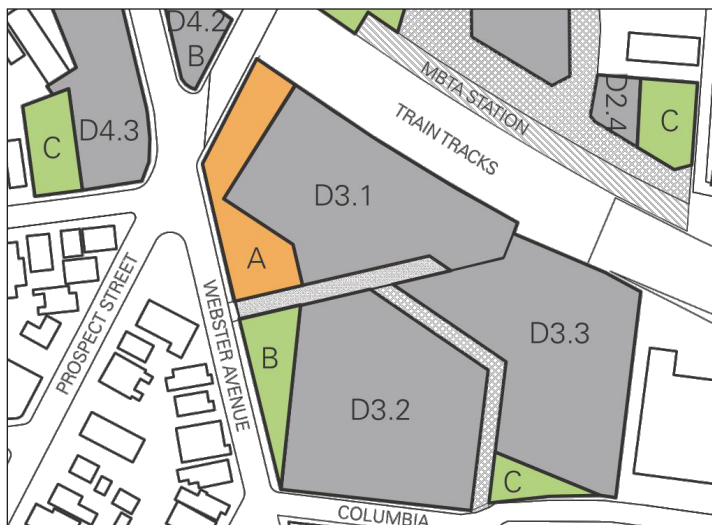 D4.2
B
MBTA STATION
D2.4
C
C
D4.3
TRAIN TRACKS
D3.1
A
PROSPECT STREET
WEBSTER AVENUE
B
D3.3
D3.2
C
COLUMBIA